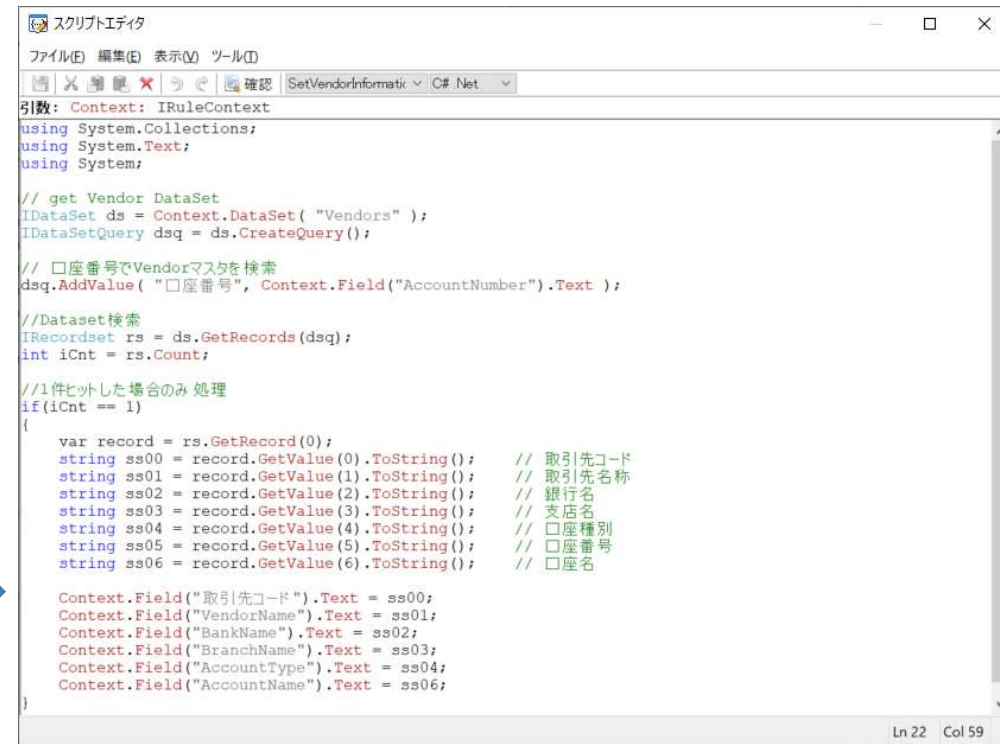 スクリプトエディタ
ファイル(F) 編集(E) 表示(V) ツール(T)
確認 SetVendorInformatic C# .Net
引数: Context: IRuleContext
using System.Collections;
using System.Text;
using System;
// get Vendor DataSet
IDataSet ds = Context.DataSet( "Vendors" );
IDataSetQuery dsq = ds.CreateQuery();
// 口座番号でVendorマスタを検索
dsq.AddValue( "口座番号", Context.Field("AccountNumber").Text );
//Dataset検索
IRecordset rs = ds.GetRecords(dsq);
int iCnt = rs.Count;
//1件ヒットした場合のみ 処理
if(iCnt == 1)
{
var record = rs.GetRecord(0);
string ss00 = record.GetValue(0).ToString(); // 取引先コード
string ss01 = record.GetValue(1).ToString(); // 取引先名称
string ss02 = record.GetValue(2).ToString(); // 銀行名
string ss03 = record.GetValue(3).ToString(); // 支店名
string ss04 = record.GetValue(4).ToString(); // 口座種別
string ss05 = record.GetValue(5).ToString(); // 口座番号
string ss06 = record.GetValue(6).ToString(); // 口座名
Context.Field("取引先コード").Text = ss00;
Context.Field("VendorName").Text = ss01;
Context.Field("BankName").Text = ss02;
Context.Field("BranchName").Text = ss03;
Context.Field("AccountType").Text = ss04;
Context.Field("AccountName").Text = ss06;
}
Ln 22 Col 59